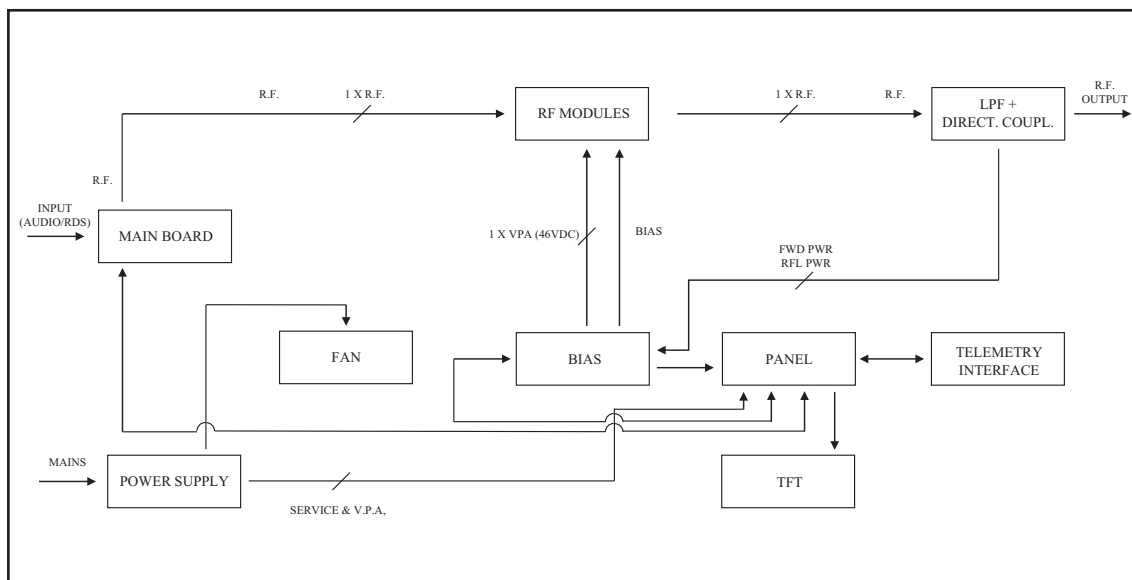 R.F.
1 X R.F.
RF MODULES
1 X R.F.
R.F.
LPF +
DIRECT. COUPL.
R.F.
OUTPUT
R.F.
INPUT
(AUDIO/RDS)
MAIN BOARD
1 X VPA (46VDC)
BIAS
FWD PWR
RFL PWR
FAN
BIAS
PANEL
TELEMETRY
INTERFACE
MAINS
POWER SUPPLY
TFT
SERVICE & V.P.A,